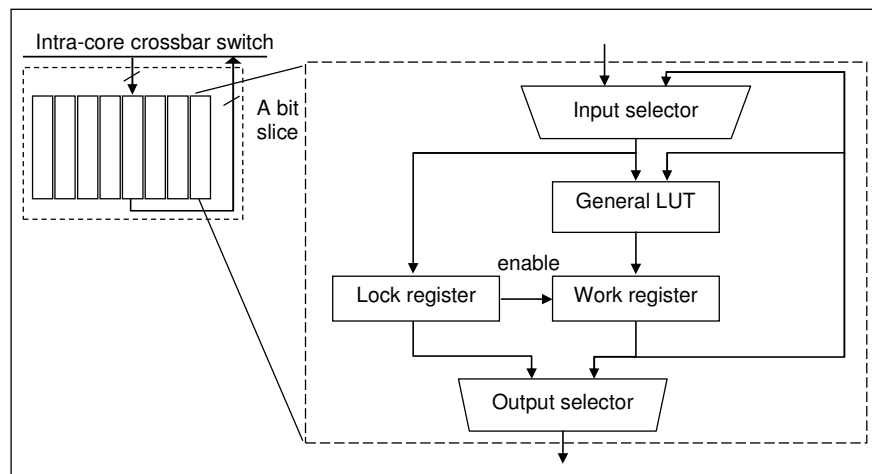 Intra-core crossbar switch
A bit
slice
Input selector
General LUT
enable
Lock register
Work register
Output selector